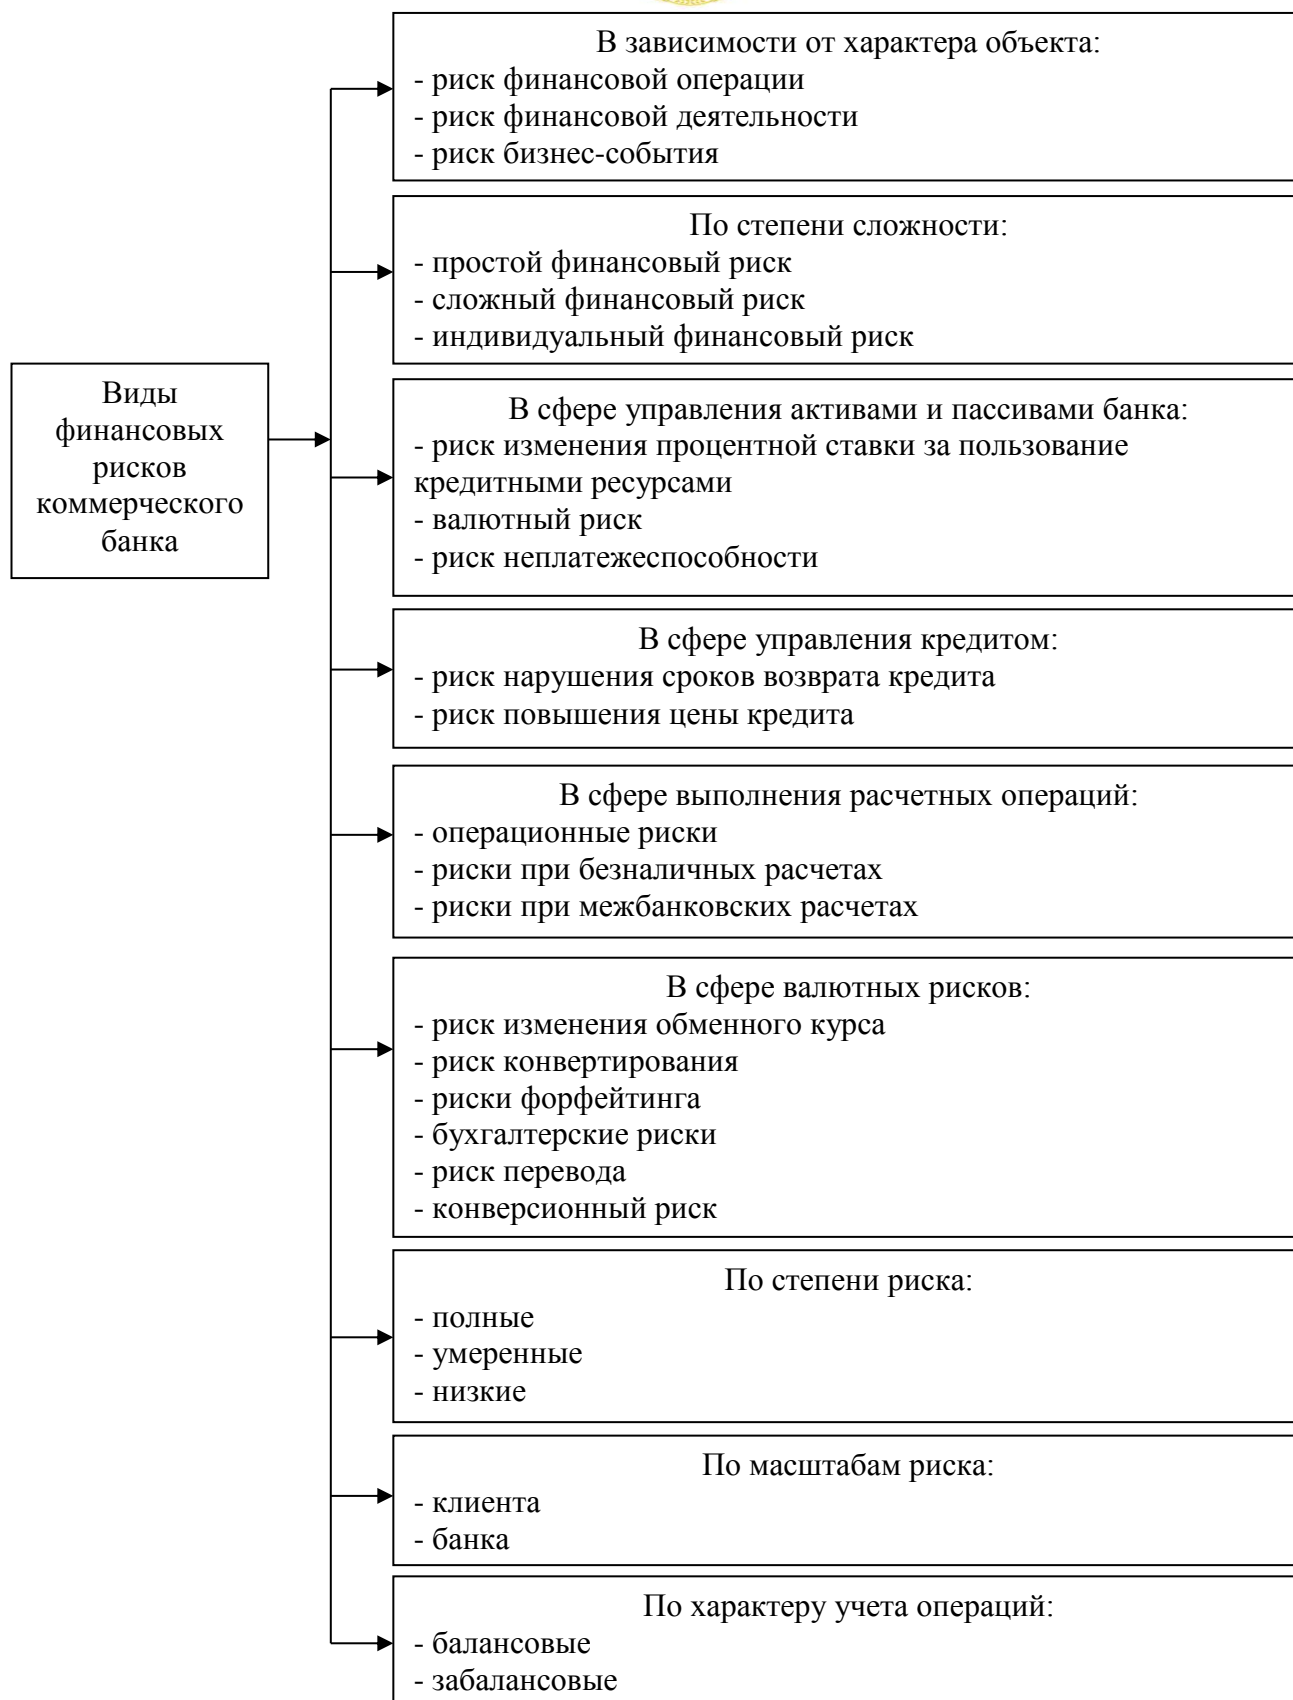 В зависимости от характера объекта:
- риск финансовой операции
- риск финансовой деятельности
- риск бизнес-события
По степени сложности:
- простой финансовый риск
- сложный финансовый риск
- индивидуальный финансовый риск
Виды
финансовых
рисков
коммерческого
банка
В сфере управления активами и пассивами банка:
- риск изменения процентной ставки за пользование
кредитными ресурсами
- валютный риск
- риск неплатежеспособности
В сфере управления кредитом:
- риск нарушения сроков возврата кредита
- риск повышения цены кредита
В сфере выполнения расчетных операций:
- операционные риски
- риски при безналичных расчетах
- риски при межбанковских расчетах
В сфере валютных рисков:
- риск изменения обменного курса
- риск конвертирования
- риски форфейтинга
- бухгалтерские риски
- риск перевода
- конверсионный риск
По степени риска:
- полные
- умеренные
- низкие
По масштабам риска:
- клиента
- банка
По характеру учета операций:
- балансовые
- забалансовые